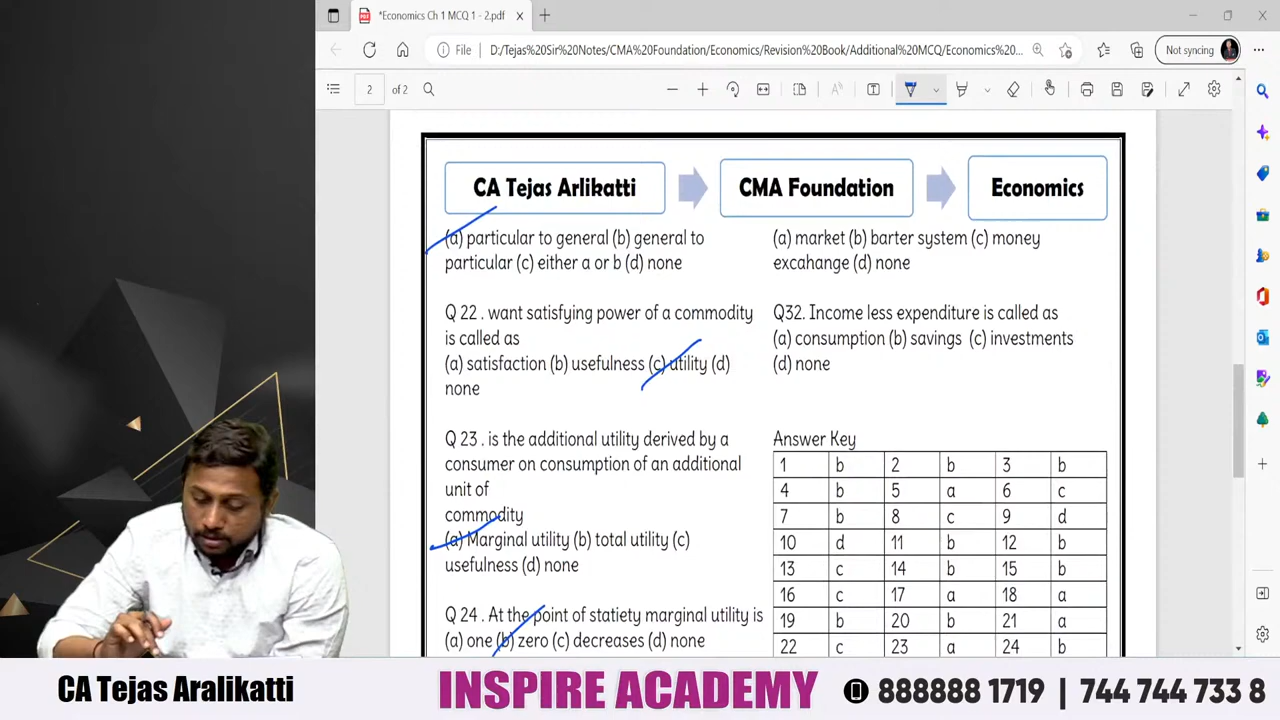 *Economics Ch 1 MCQ 1 - 2.pdf
File
D:/Tejas%20Sir%20Notes/CMA%20Foundation/Economics/Revision%20Book/Additional%20MCQ/Economics%20...
Not syncing
2 of 2
CA Tejas Arlikatti
CMA Foundation
Economics
(a) particular to general (b) general to
particular (c) either a or b (d) none
Q 22 . want satisfying power of a commodity
is called as
(a) satisfaction (b) usefulness (c) utility (d)
none
Q 23 . is the additional utility derived by a
consumer on consumption of an additional
unit of
commodity
(a) Marginal utility (b) total utility (c)
usefulness (d) none
Q 24 . At the point of statiety marginal utility is
(a) one (b) zero (c) decreases (d) none
(a) market (b) barter system (c) money
excahange (d) none
Q32. Income less expenditure is called as
(a) consumption (b) savings (c) investments
(d) none
Answer Key
1 b 2 b 3 b
4 b 5 a 6 c
7 b 8 c 9 d
10 d 11 b 12 b
13 c 14 b 15 b
16 c 17 a 18 a
19 b 20 b 21 a
22 c 23 a 24 b
CA Tejas Aralikatti
INSPIRE ACADEMY
888888 1719 | 744 744 733 8